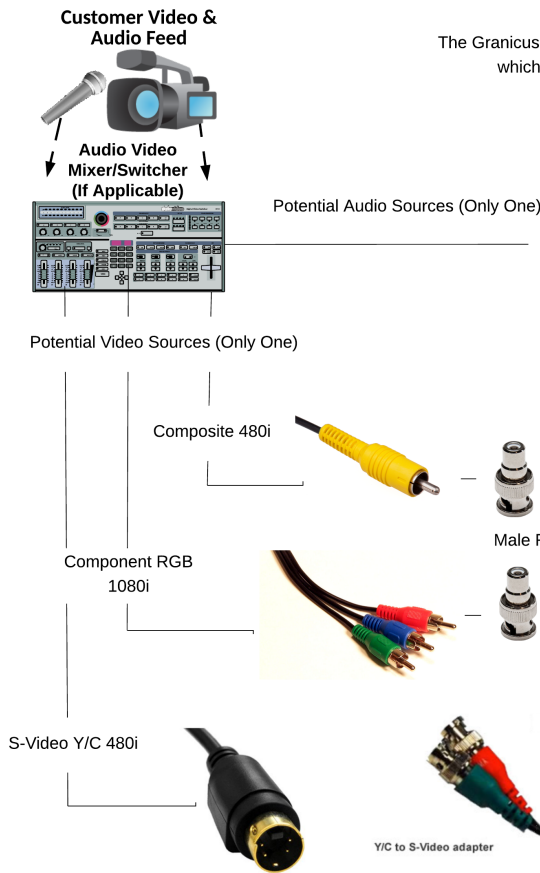 Customer Video &
Audio Feed
The Granicus
which
Audio Video
Mixer/Switcher
(If Applicable)
Potential Audio Sources (Only One)
Potential Video Sources (Only One)
Composite 480i
Male
Component RGB
1080i
S-Video Y/C 480i
Y/C to S-Video adapter